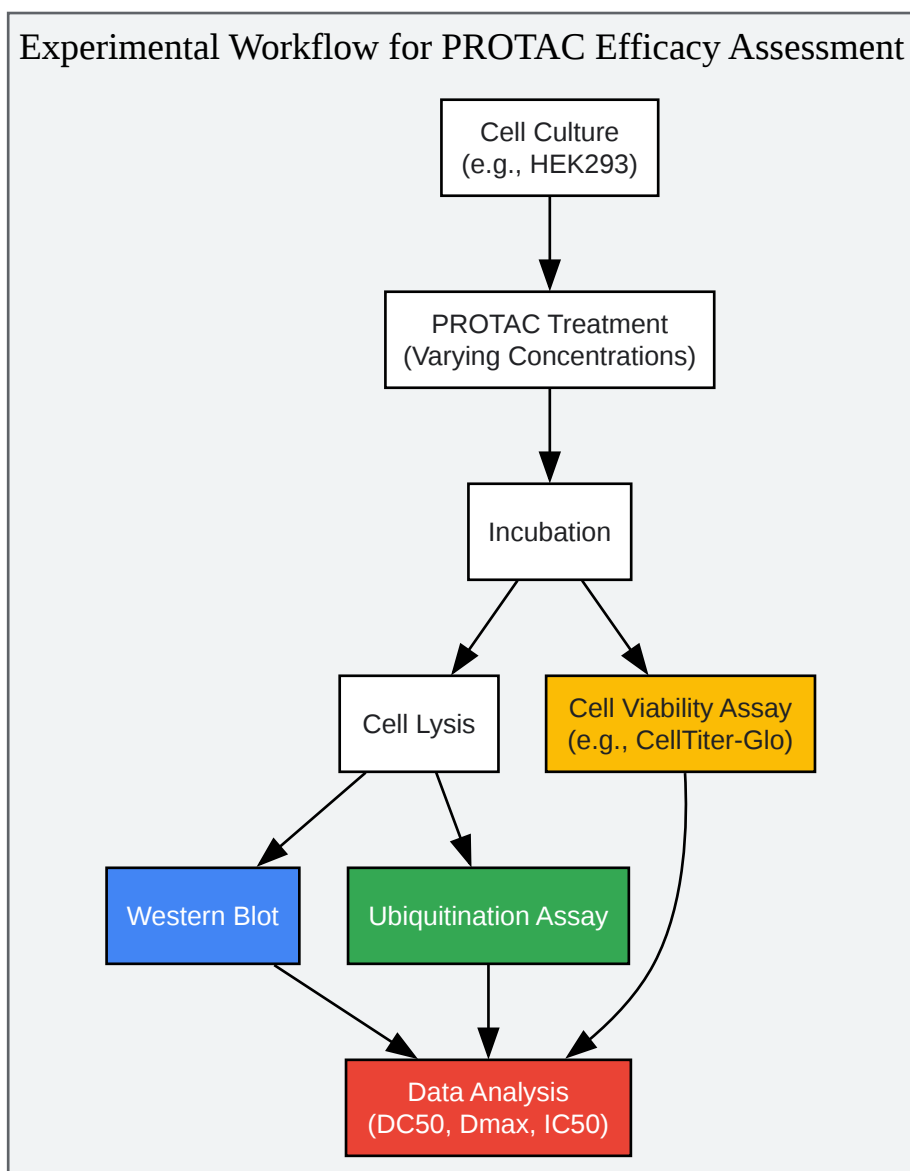 Experimental Workflow for PROTAC Efficacy Assessment
Cell Culture
(e.g., HEK293)
PROTAC Treatment
(Varying Concentrations)
Incubation
Cell Lysis
Cell Viability Assay
(e.g., CellTiter-Glo)
Western Blot
Ubiquitination Assay
Data Analysis
(DC50, Dmax, IC50)